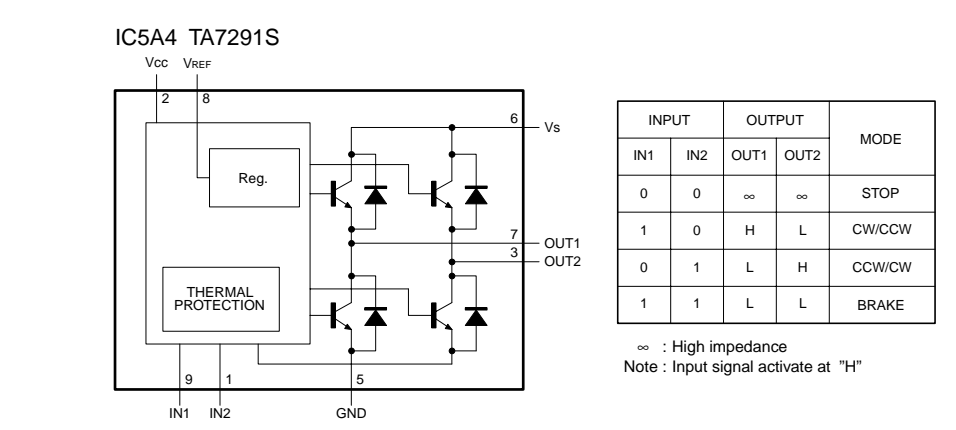 IC5A4 TA7291S
Vcc VREF
2 8
6 Vs
Reg.
7 OUT1
3 OUT2
THERMAL
PROTECTION
9 1 5
IN1 IN2 GND
INPUT OUTPUT MODE
IN1 IN2 OUT1 OUT2
0 0 ∞ ∞ STOP
1 0 H L CW/CCW
0 1 L H CCW/CW
1 1 L L BRAKE
∞ : High impedance
Note : Input signal activate at ”H”